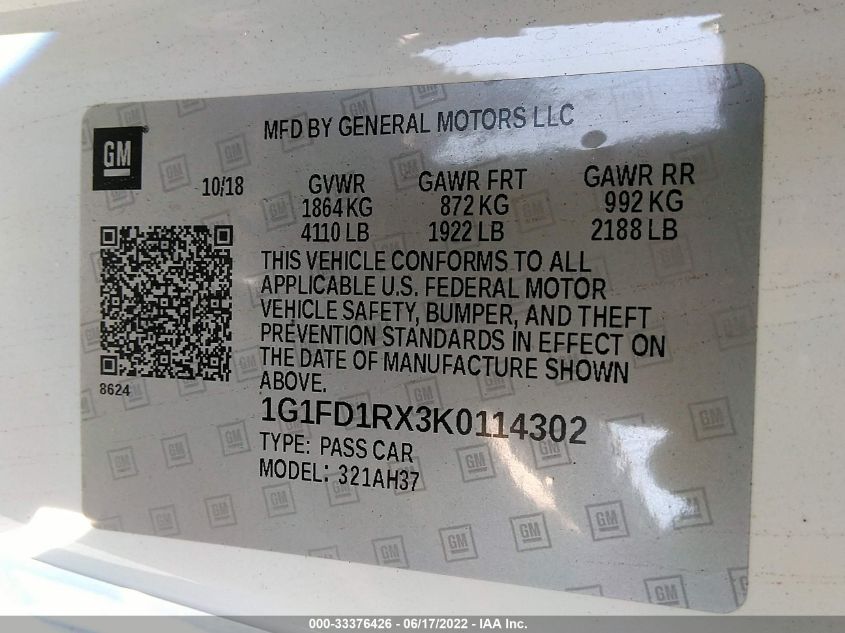 MFD BY GENERAL MOTORS LLC
GM
10/18
GVWR GAWR FRT GAWR RR
1864 KG 872 KG 992 KG
4110 LB 1922 LB 2188 LB
THIS VEHICLE CONFORMS TO ALL
APPLICABLE U.S. FEDERAL MOTOR
VEHICLE SAFETY, BUMPER, AND THEFT
PREVENTION STANDARDS IN EFFECT ON
THE DATE OF MANUFACTURE SHOWN
ABOVE.
8624
1G1FD1RX3K0114302
TYPE: PASS CAR
MODEL: 321AH37
000-33376426 - 06/17/2022 - IAA Inc.